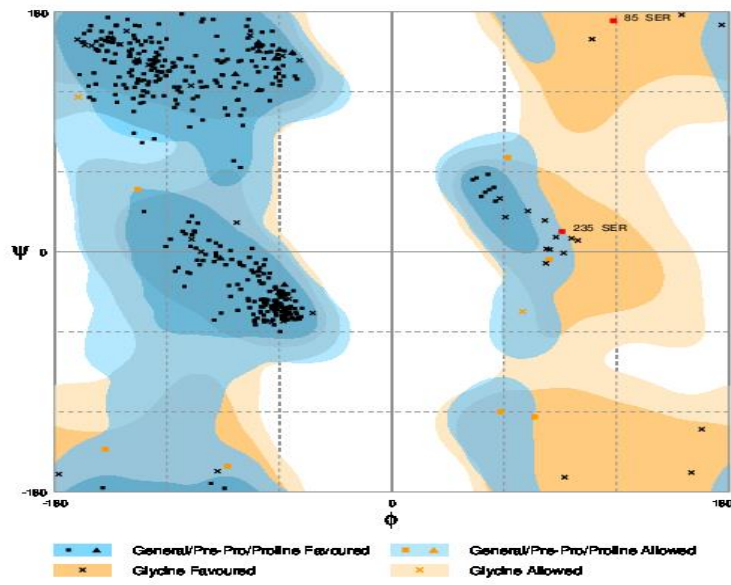 180
85 SER
235 SER
ψ 0
-180
-180 0 180
ϕ
General/Pre-Pro/Proline Favoured General/Pre-Pro/Proline Allowed
Glycine Favoured Glycine Allowed